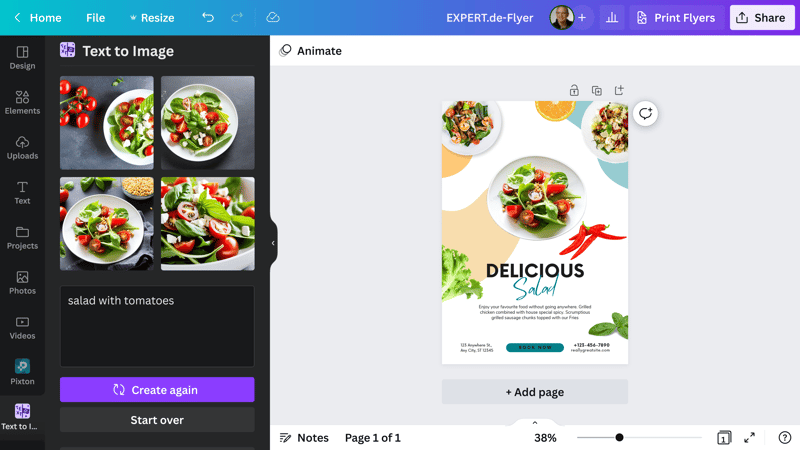 Home
File
Resize
EXPERT.de-Flyer
Print Flyers
Share
Design
Elements
Uploads
Text
Projects
Photos
Videos
Pixton
Text to I...
Text to Image
salad with tomatoes
Create again
Start over
Animate
DELICIOUS
Salad
Enjoy your favourite food without going anywhere. Grilled
chicken combined with house special spicy. Scrumptious
grilled sausage chunks topped with our Fries
123 Anywhere St.,
Any City, ST 12345
BOOK NOW
+123-456-7890
reallygreatsite.com
+ Add page
Notes
Page 1 of 1
38%
1